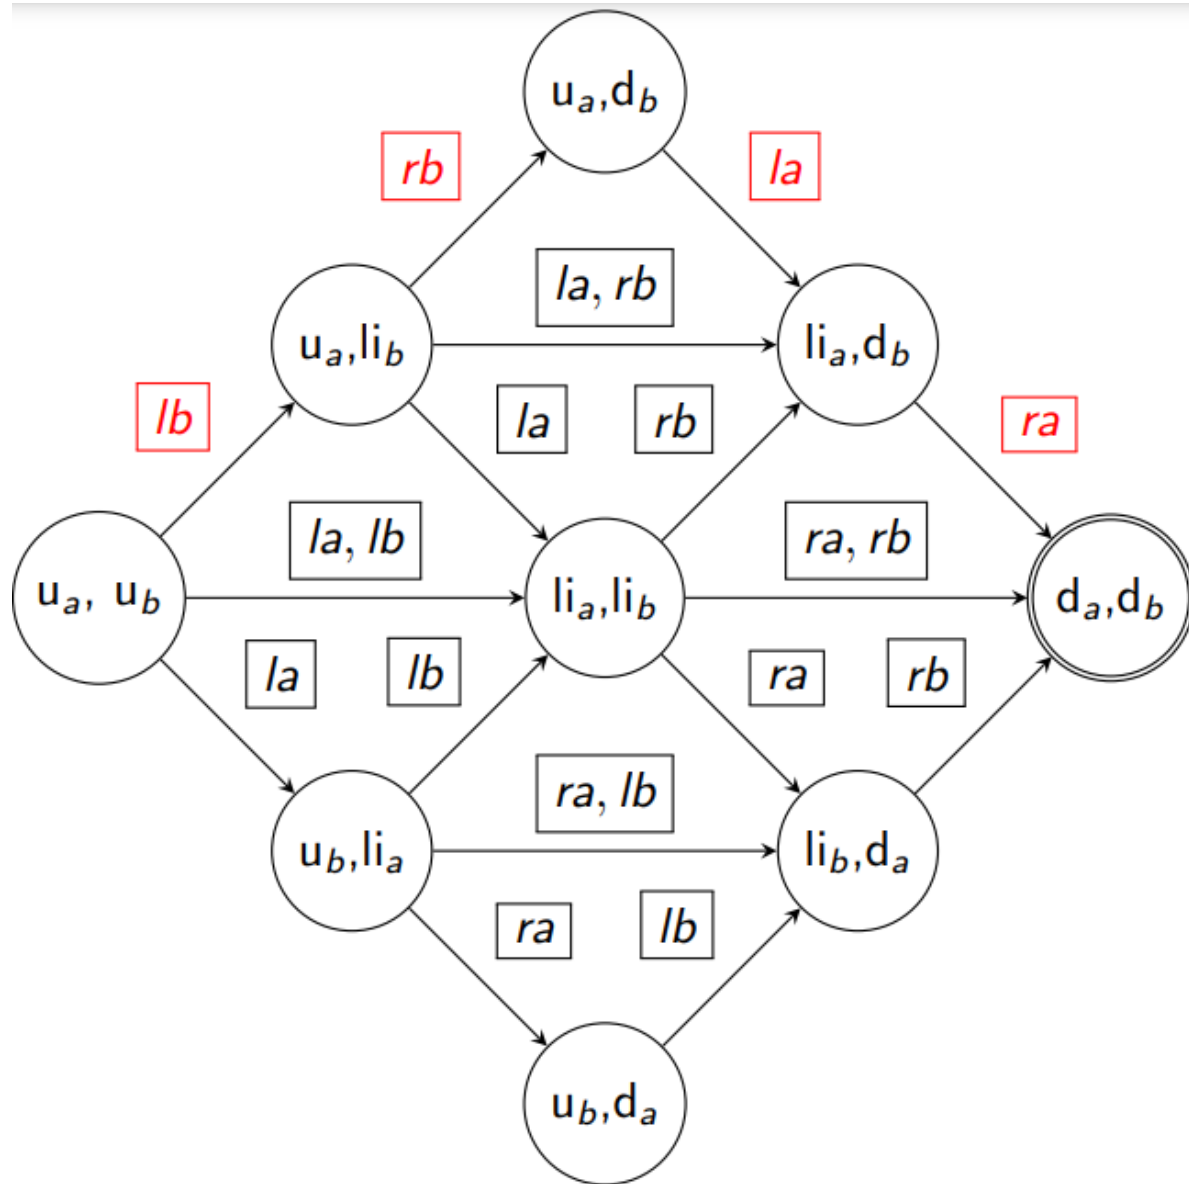 u_a,d_b
rb
la
la, rb
u_a,li_b
li_a,d_b
lb
la
rb
ra
la, lb
ra, rb
u_a, u_b
li_a,li_b
d_a,d_b
la
lb
ra
rb
ra, lb
u_b,li_a
li_b,d_a
ra
lb
u_b,d_a